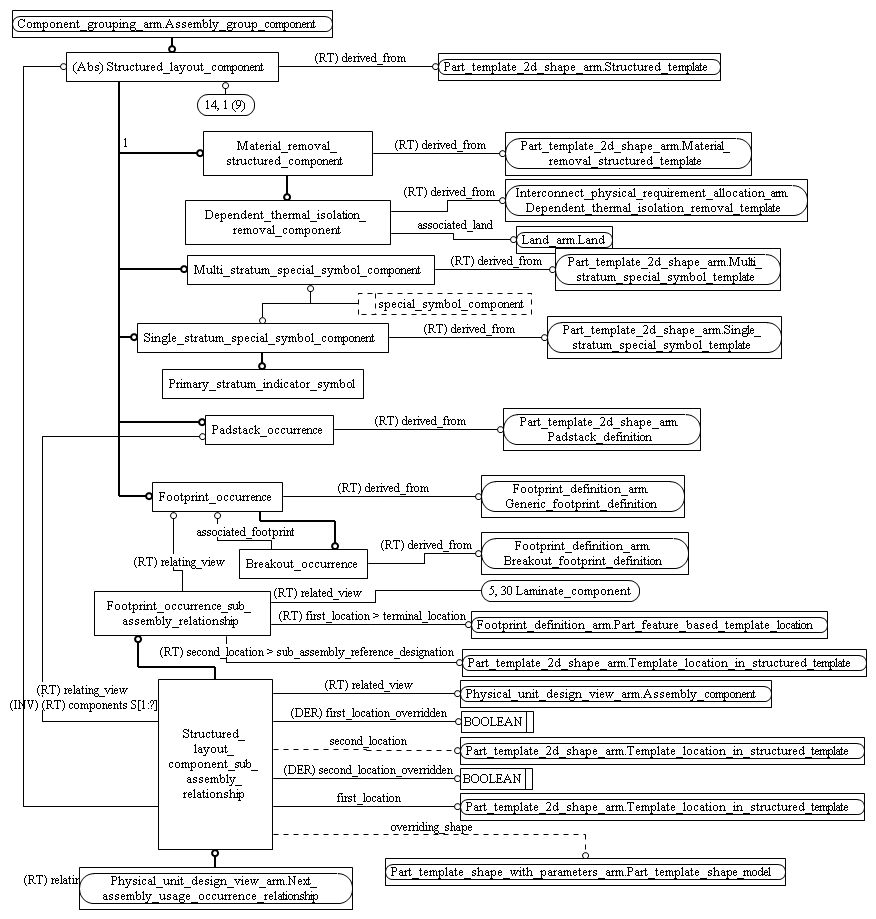 Component_grouping_arm.Assembly_group_component
(Abs) Structured_layout_component
(RT) derived_from
Part_template_2d_shape_arm.Structured_template
14, 1 (9)
1
Material_removal_
structured_component
(RT) derived_from
Part_template_2d_shape_arm.Material_
removal_structured_template
Dependent_thermal_isolation_
removal_component
(RT) derived_from
Interconnect_physical_requirement_allocation_arm.
Dependent_thermal_isolation_removal_template
associated_land
Land_arm.Land
Multi_stratum_special_symbol_component
(RT) derived_from
Part_template_2d_shape_arm.Multi_
stratum_special_symbol_template
special_symbol_component
Single_stratum_special_symbol_component
(RT) derived_from
Part_template_2d_shape_arm.Single_
stratum_special_symbol_template
Primary_stratum_indicator_symbol
Padstack_occurrence
(RT) derived_from
Part_template_2d_shape_arm.
Padstack_definition
Footprint_occurrence
(RT) derived_from
Footprint_definition_arm.
Generic_footprint_definition
associated_footprint
Breakout_occurrence
(RT) derived_from
Footprint_definition_arm.
Breakout_footprint_definition
(RT) relating_view
Footprint_occurrence_sub_
assembly_relationship
(RT) related_view
5, 30 Laminate_component
(RT) first_location > terminal_location
Footprint_definition_arm.Part_feature_based_template_location
(RT) second_location > sub_assembly_reference_designation
Part_template_2d_shape_arm.Template_location_in_structured_template
(RT) relating_view
(INV) (RT) components S[1:?]
Structured_
layout_
component_sub_
assembly_
relationship
(RT) related_view
Physical_unit_design_view_arm.Assembly_component
(DER) first_location_overridden
BOOLEAN
second_location
Part_template_2d_shape_arm.Template_location_in_structured_template
(DER) second_location_overridden
BOOLEAN
first_location
Part_template_2d_shape_arm.Template_location_in_structured_template
overriding_shape
Part_template_shape_with_parameters_arm.Part_template_shape_model
(RT) relatin
Physical_unit_design_view_arm.Next_
assembly_usage_occurrence_relationship